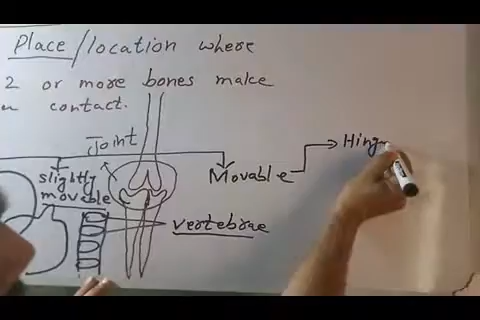 Place/location where
2 or more bones make
contact.
Joint
slightly
movable
Movable
Hing
vertebrae